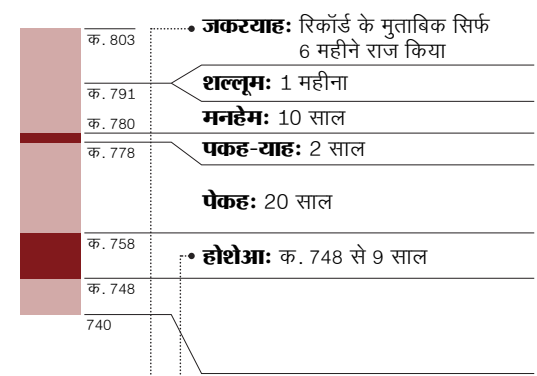 क. 803
जकरयाह: रिकॉर्ड के मुताबिक सिर्फ
6 महीने राज किया
क. 791
शल्लूम: 1 महीना
क. 780
मनहेम: 10 साल
क. 778
पकह-याह: 2 साल
पेकह: 20 साल
क. 758
होशेआ: क. 748 से 9 साल
क. 748
740